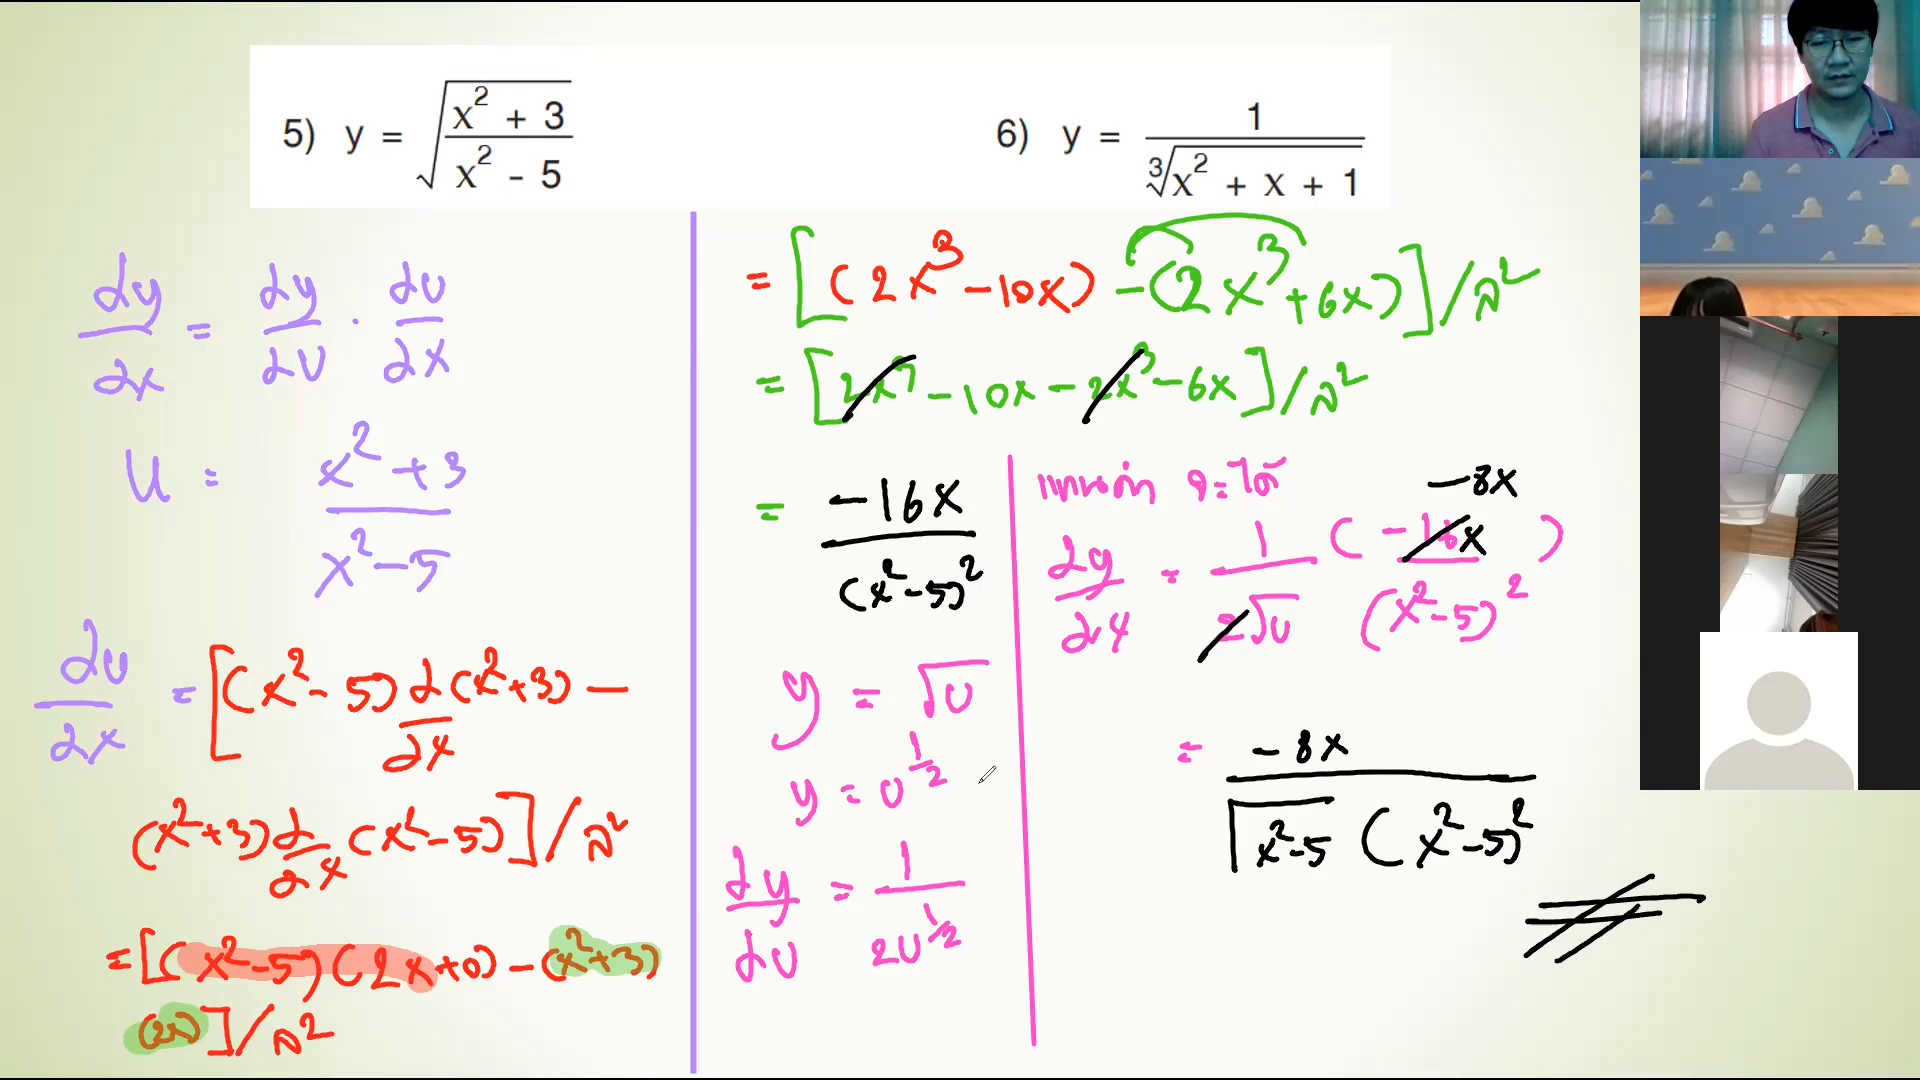 5) y = √((x² + 3)/(x² - 5))
6) y = 1/∛(x² + x + 1)
dy/dx = dy/du · du/dx
u = (x²+3)/(x²-5)
du/dx = [(x²-5) d/dx (x²+3) -
(x²+3) d/dx (x²-5)] / ล²
= [(x²-5)(2x+0) - (x²+3)
(2x)] / ล²
= [(2x³-10x) - (2x³+6x)] / ล²
= [2x³ - 10x - 2x³ - 6x] / ล²
= -16x/(x²-5)²
y = √u
y = u^(1/2)
dy/du = 1/(2u^(1/2))
แทนค่า จะได้
-8x
dy/dx = 1/(2√u) (-16x/(x²-5)²)
= -8x/(√(x²-5) (x²-5)²)